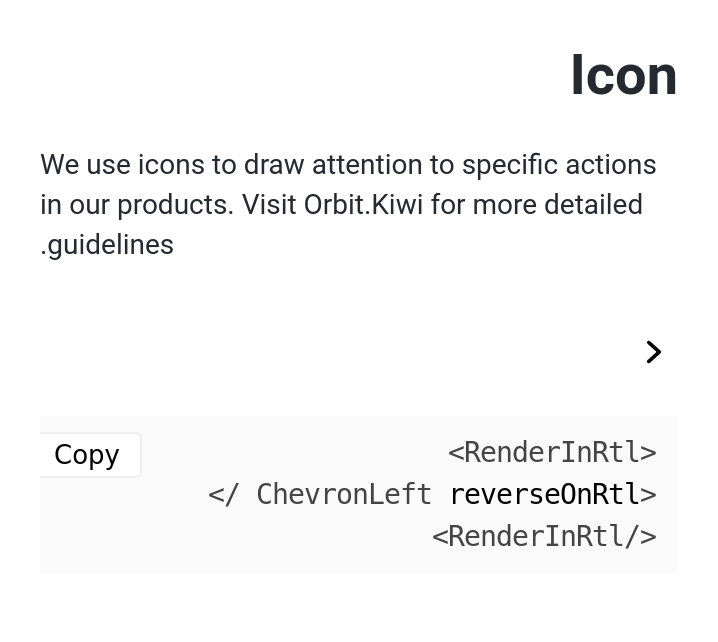 Icon
We use icons to draw attention to specific actions
in our products. Visit Orbit.Kiwi for more detailed
.guidelines
Copy
<RenderInRtl>
</ ChevronLeft reverseOnRtl>
<RenderInRtl/>